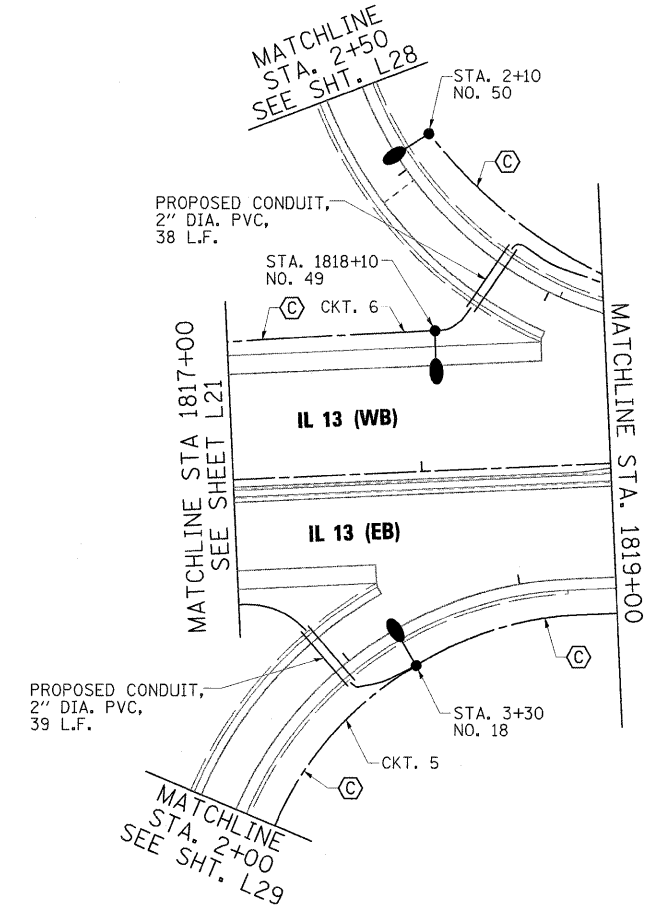 MATCHLINE
STA. 2+50
SEE SHT. L28
STA. 2+10
NO. 50
C
PROPOSED CONDUIT,
2" DIA. PVC,
38 L.F.
STA. 1818+10
NO. 49
C CKT. 6
MATCHLINE STA 1817+00
SEE SHEET L21
IL 13 (WB)
MATCHLINE STA. 1819+00
IL 13 (EB)
C
PROPOSED CONDUIT,
2" DIA. PVC,
39 L.F.
STA. 3+30
NO. 18
CKT. 5
C
MATCHLINE
STA. 2+00
SEE SHT. L29